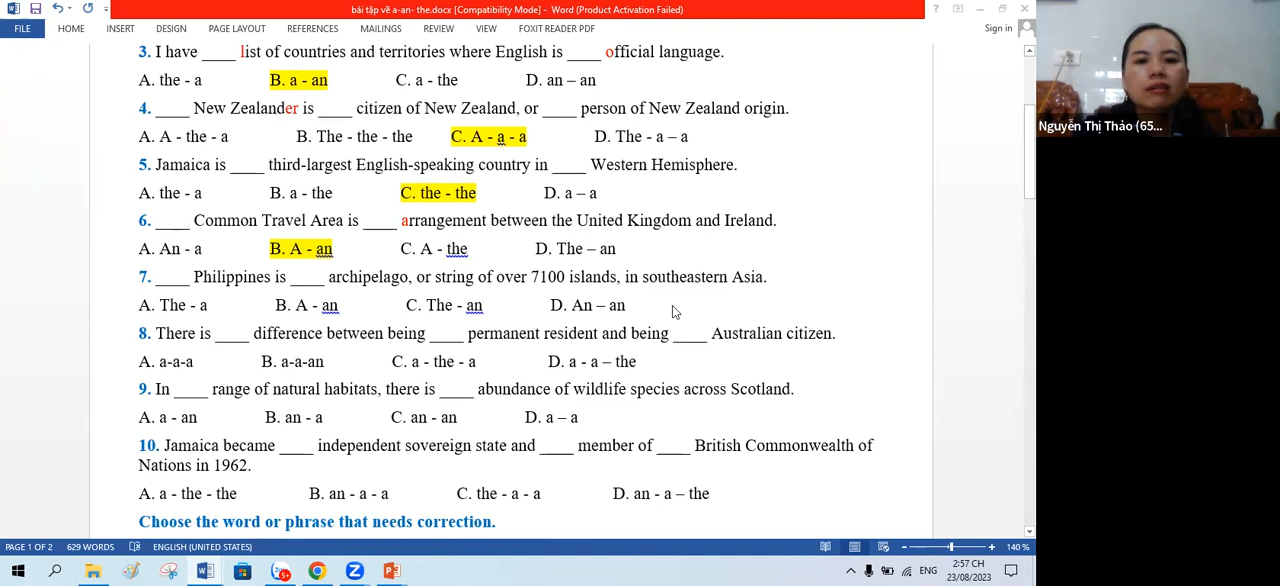 bài tập về a-an- the.docx [Compatibility Mode] - Word (Product Activation Failed)
FILE HOME INSERT DESIGN PAGE LAYOUT REFERENCES MAILINGS REVIEW VIEW FOXIT READER PDF Sign in
3. I have ____ list of countries and territories where English is ____ official language.
A. the - a B. a - an C. a - the D. an – an
4. ____ New Zealander is ____ citizen of New Zealand, or ____ person of New Zealand origin.
A. A - the - a B. The - the - the C. A - a - a D. The - a – a
5. Jamaica is ____ third-largest English-speaking country in ____ Western Hemisphere.
A. the - a B. a - the C. the - the D. a – a
6. ____ Common Travel Area is ____ arrangement between the United Kingdom and Ireland.
A. An - a B. A - an C. A - the D. The – an
7. ____ Philippines is ____ archipelago, or string of over 7100 islands, in southeastern Asia.
A. The - a B. A - an C. The - an D. An – an
8. There is ____ difference between being ____ permanent resident and being ____ Australian citizen.
A. a-a-a B. a-a-an C. a - the - a D. a - a – the
9. In ____ range of natural habitats, there is ____ abundance of wildlife species across Scotland.
A. a - an B. an - a C. an - an D. a – a
10. Jamaica became ____ independent sovereign state and ____ member of ____ British Commonwealth of
Nations in 1962.
A. a - the - the B. an - a - a C. the - a - a D. an - a – the
Choose the word or phrase that needs correction.
PAGE 1 OF 2 629 WORDS ENGLISH (UNITED STATES) 140 %
ENG 2:57 CH
23/08/2023
Nguyễn Thị Thảo (65...